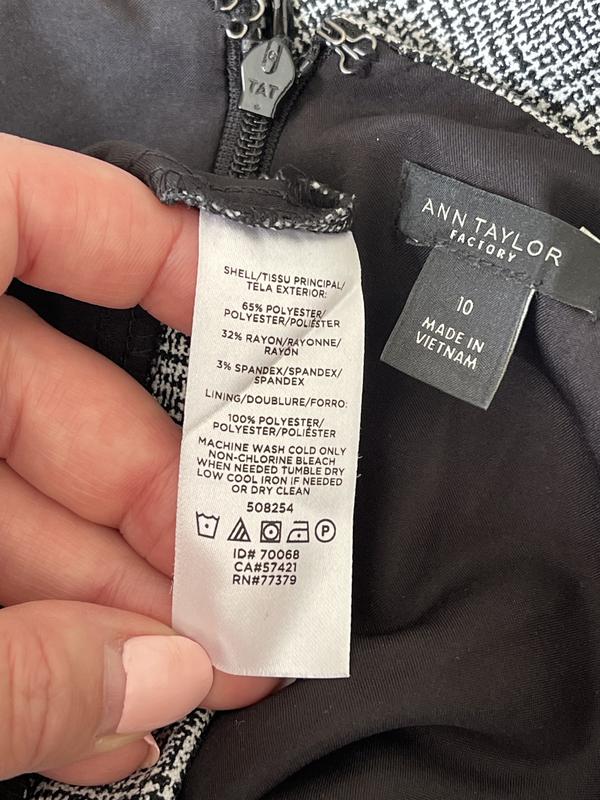 TAT
SHELL/TISSU PRINCIPAL/
TELA EXTERIOR:
65% POLYESTER/
POLYESTER/POLIÉSTER
32% RAYON/RAYONNE/
RAYÓN
3% SPANDEX/SPANDEX/
SPANDEX
LINING/DOUBLURE/FORRO:
100% POLYESTER/
POLYESTER/POLIÉSTER
MACHINE WASH COLD ONLY
NON-CHLORINE BLEACH
WHEN NEEDED TUMBLE DRY
LOW COOL IRON IF NEEDED
OR DRY CLEAN
508254
P
ID# 70068
CA#57421
RN#77379
ANN TAYLOR
FACTORY
10
MADE IN
VIETNAM